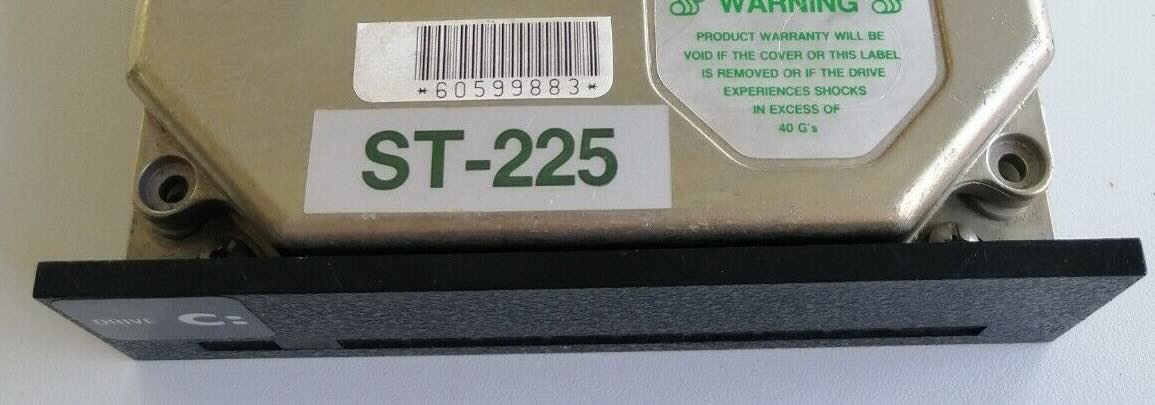 WARNING
PRODUCT WARRANTY WILL BE
VOID IF THE COVER OR THIS LABEL
IS REMOVED OR IF THE DRIVE
EXPERIENCES SHOCKS
IN EXCESS OF
40 G's
*60599883*
ST-225
DRIVE C: